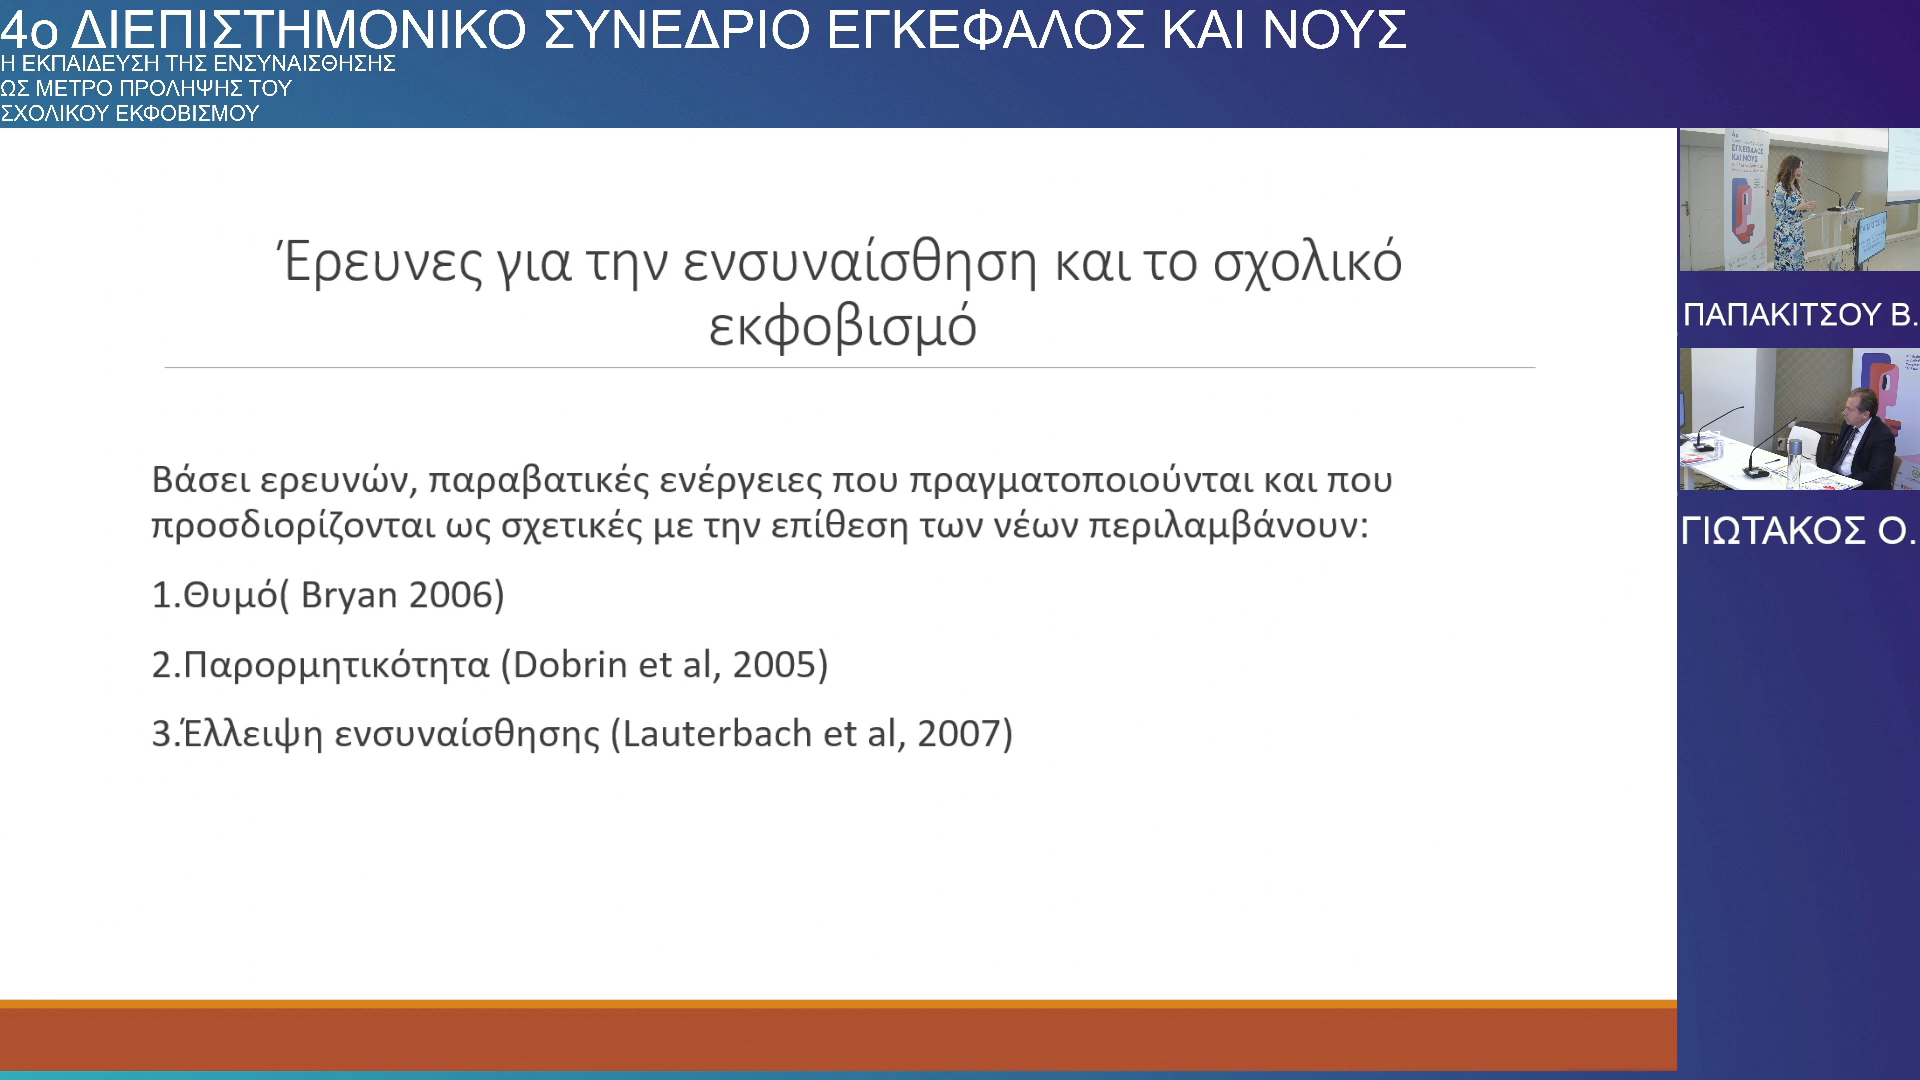 4ο ΔΙΕΠΙΣΤΗΜΟΝΙΚΟ ΣΥΝΕΔΡΙΟ ΕΓΚΕΦΑΛΟΣ ΚΑΙ ΝΟΥΣ
Η ΕΚΠΑΙΔΕΥΣΗ ΤΗΣ ΕΝΣΥΝΑΙΣΘΗΣΗΣ
ΩΣ ΜΕΤΡΟ ΠΡΟΛΗΨΗΣ ΤΟΥ
ΣΧΟΛΙΚΟΥ ΕΚΦΟΒΙΣΜΟΥ
Έρευνες για την ενσυναίσθηση και το σχολικό
εκφοβισμό
Βάσει ερευνών, παραβατικές ενέργειες που πραγματοποιούνται και που
προσδιορίζονται ως σχετικές με την επίθεση των νέων περιλαμβάνουν:
1.Θυμό( Bryan 2006)
2.Παρορμητικότητα (Dobrin et al, 2005)
3.Έλλειψη ενσυναίσθησης (Lauterbach et al, 2007)
ΕΓΚΕΦΑΛΟΣ
ΚΑΙ ΝΟΥΣ
ΠΑΠΑΚΙΤΣΟΥ Β.
ΓΙΩΤΑΚΟΣ Ο.